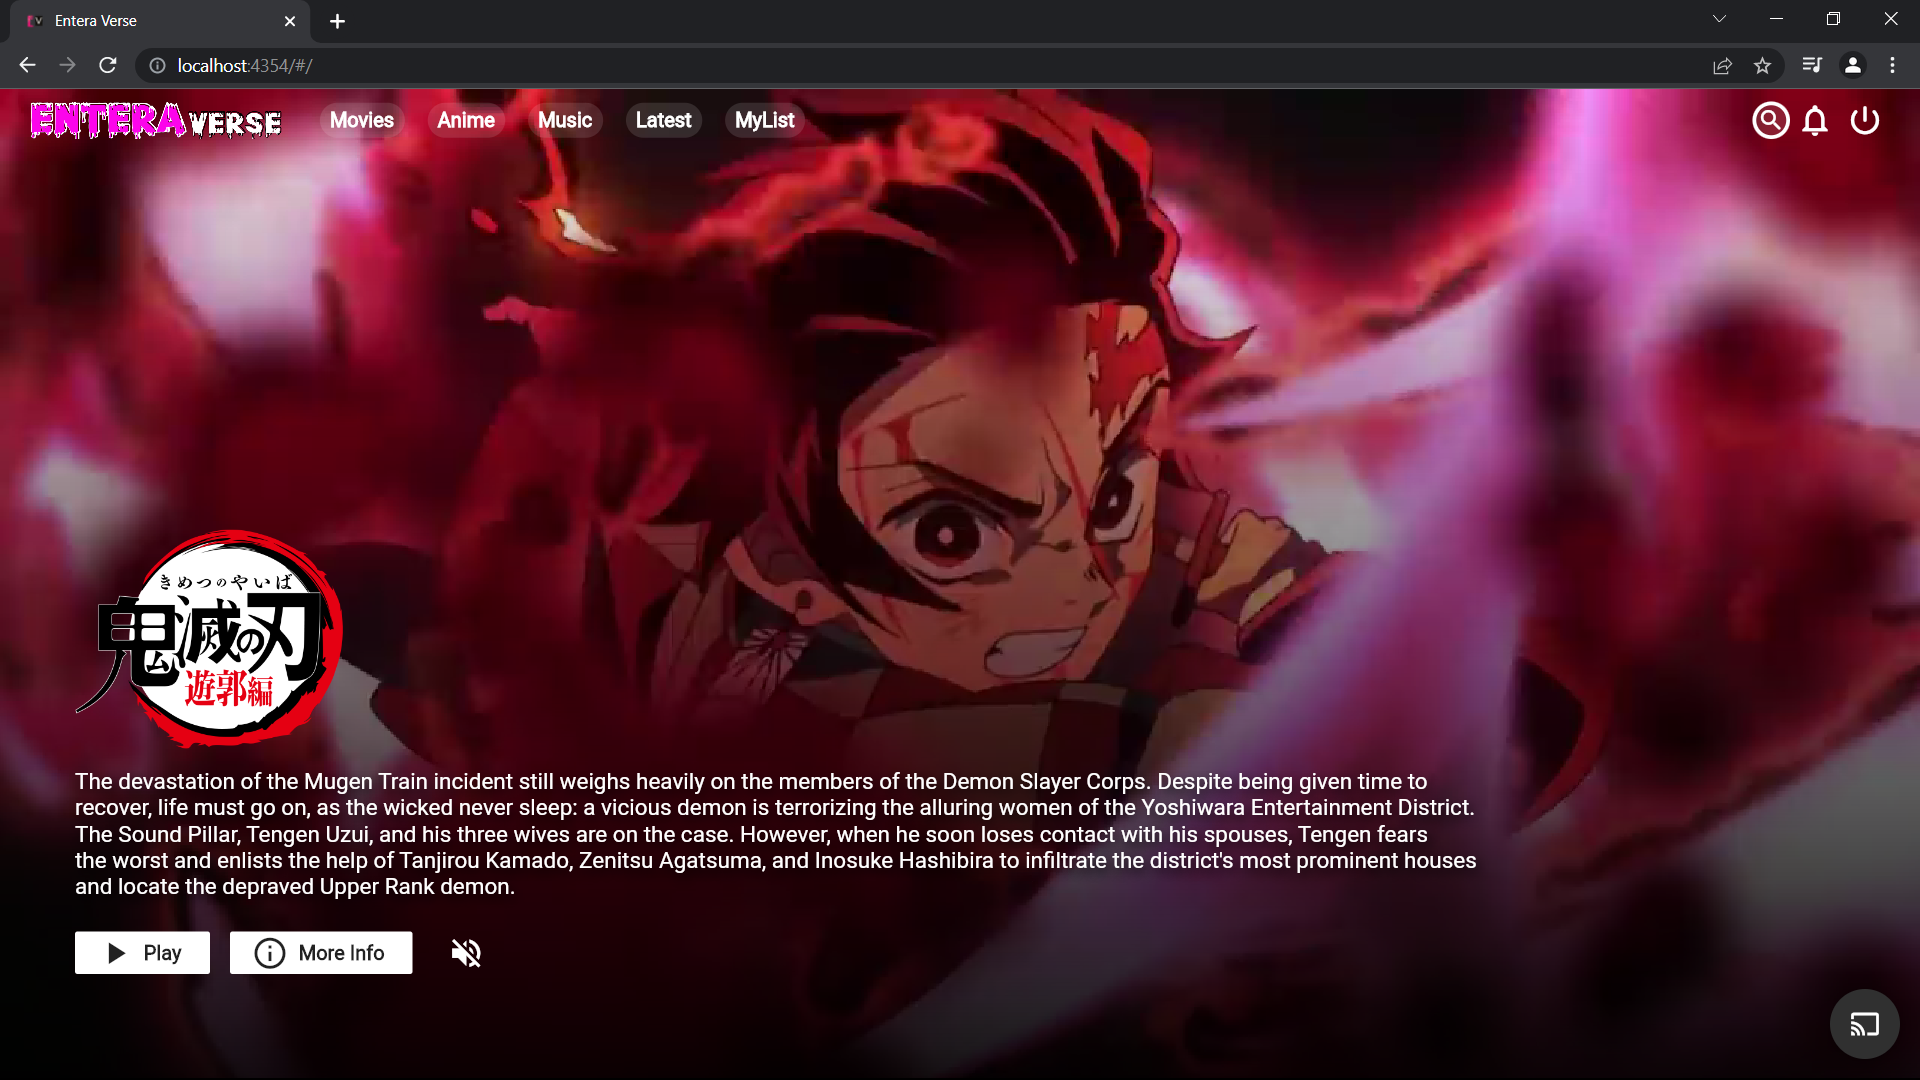 Entera Verse
localhost:4354/#/
ENTERAVERSE
Movies
Anime
Music
Latest
MyList
きめつのやいば
鬼滅の刃
遊郭編
The devastation of the Mugen Train incident still weighs heavily on the members of the Demon Slayer Corps. Despite being given time to
recover, life must go on, as the wicked never sleep: a vicious demon is terrorizing the alluring women of the Yoshiwara Entertainment District.
The Sound Pillar, Tengen Uzui, and his three wives are on the case. However, when he soon loses contact with his spouses, Tengen fears
the worst and enlists the help of Tanjirou Kamado, Zenitsu Agatsuma, and Inosuke Hashibira to infiltrate the district's most prominent houses
and locate the depraved Upper Rank demon.
Play
More Info